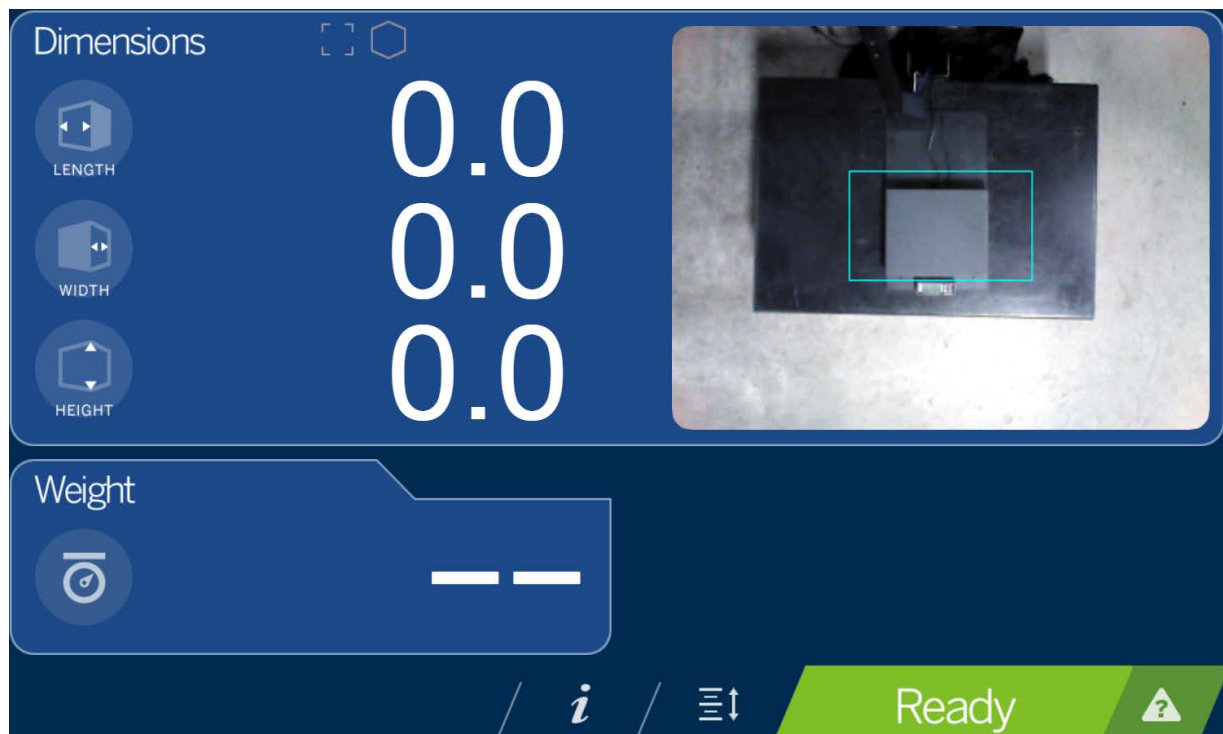 Dimensions
LENGTH
0.0
WIDTH
0.0
HEIGHT
0.0
Weight
— —
i
Ready
?